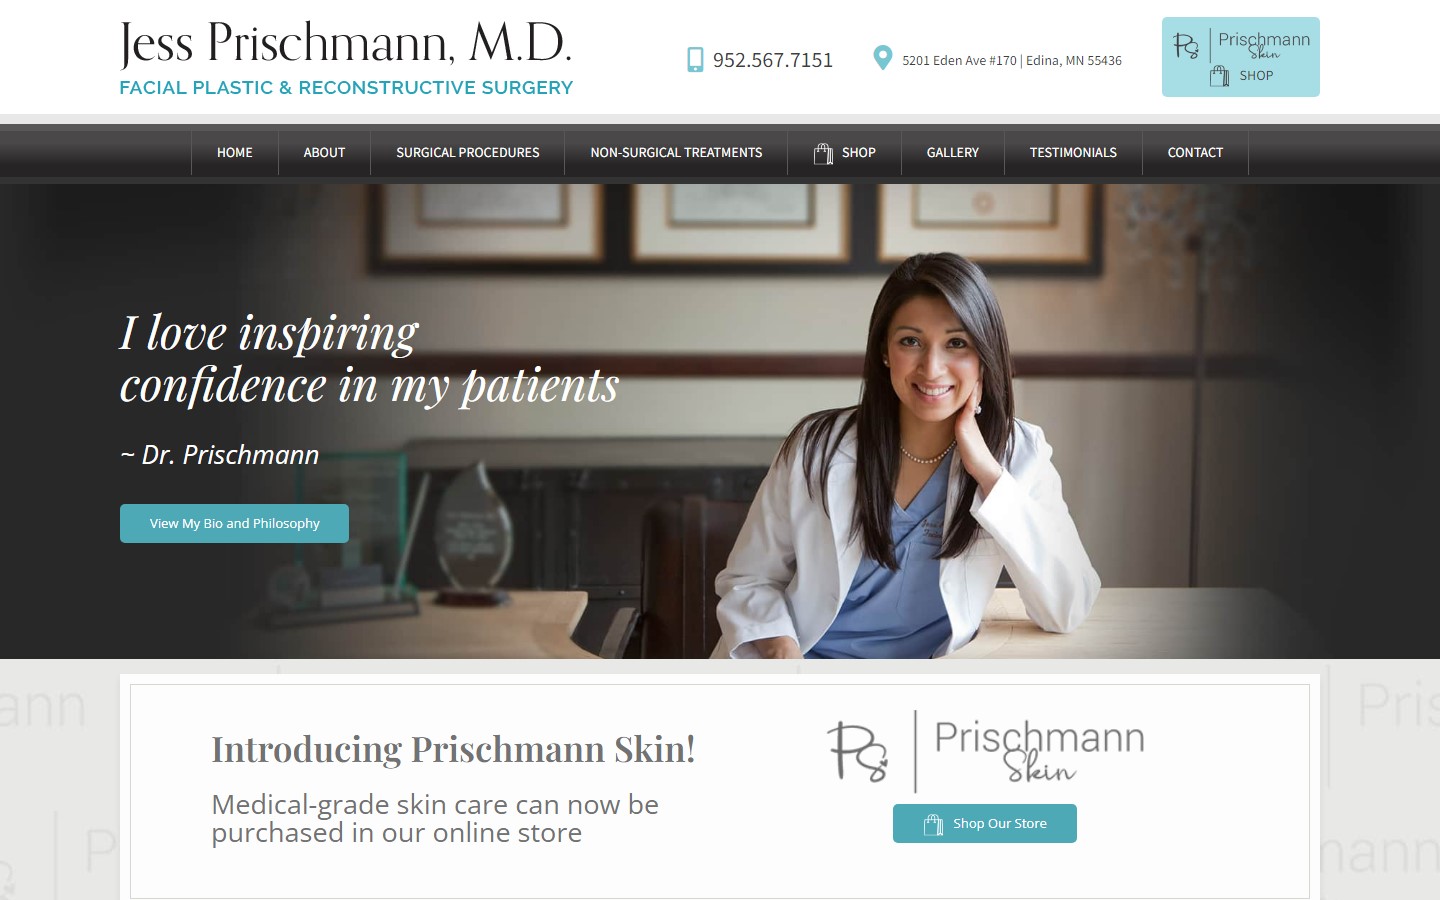 Jess Prischmann, M.D.
FACIAL PLASTIC & RECONSTRUCTIVE SURGERY
952.567.7151
5201 Eden Ave #170 | Edina, MN 55436
Ps Prischmann
Skin
SHOP
HOME ABOUT SURGICAL PROCEDURES NON-SURGICAL TREATMENTS SHOP GALLERY TESTIMONIALS CONTACT
I love inspiring
confidence in my patients
~ Dr. Prischmann
View My Bio and Philosophy
Introducing Prischmann Skin!
Medical-grade skin care can now be
purchased in our online store
Ps Prischmann
Skin
Shop Our Store